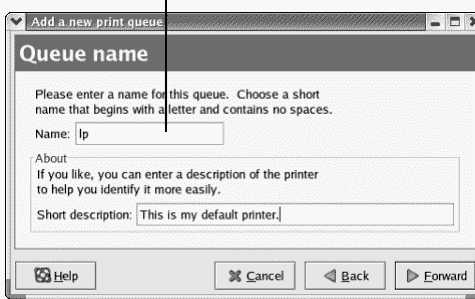 Add a new print queue
Queue name
Please enter a name for this queue. Choose a short
name that begins with a letter and contains no spaces.
Name: lp
About
If you like, you can enter a description of the printer
to help you identify it more easily.
Short description: This is my default printer.
Help Cancel Back Forward